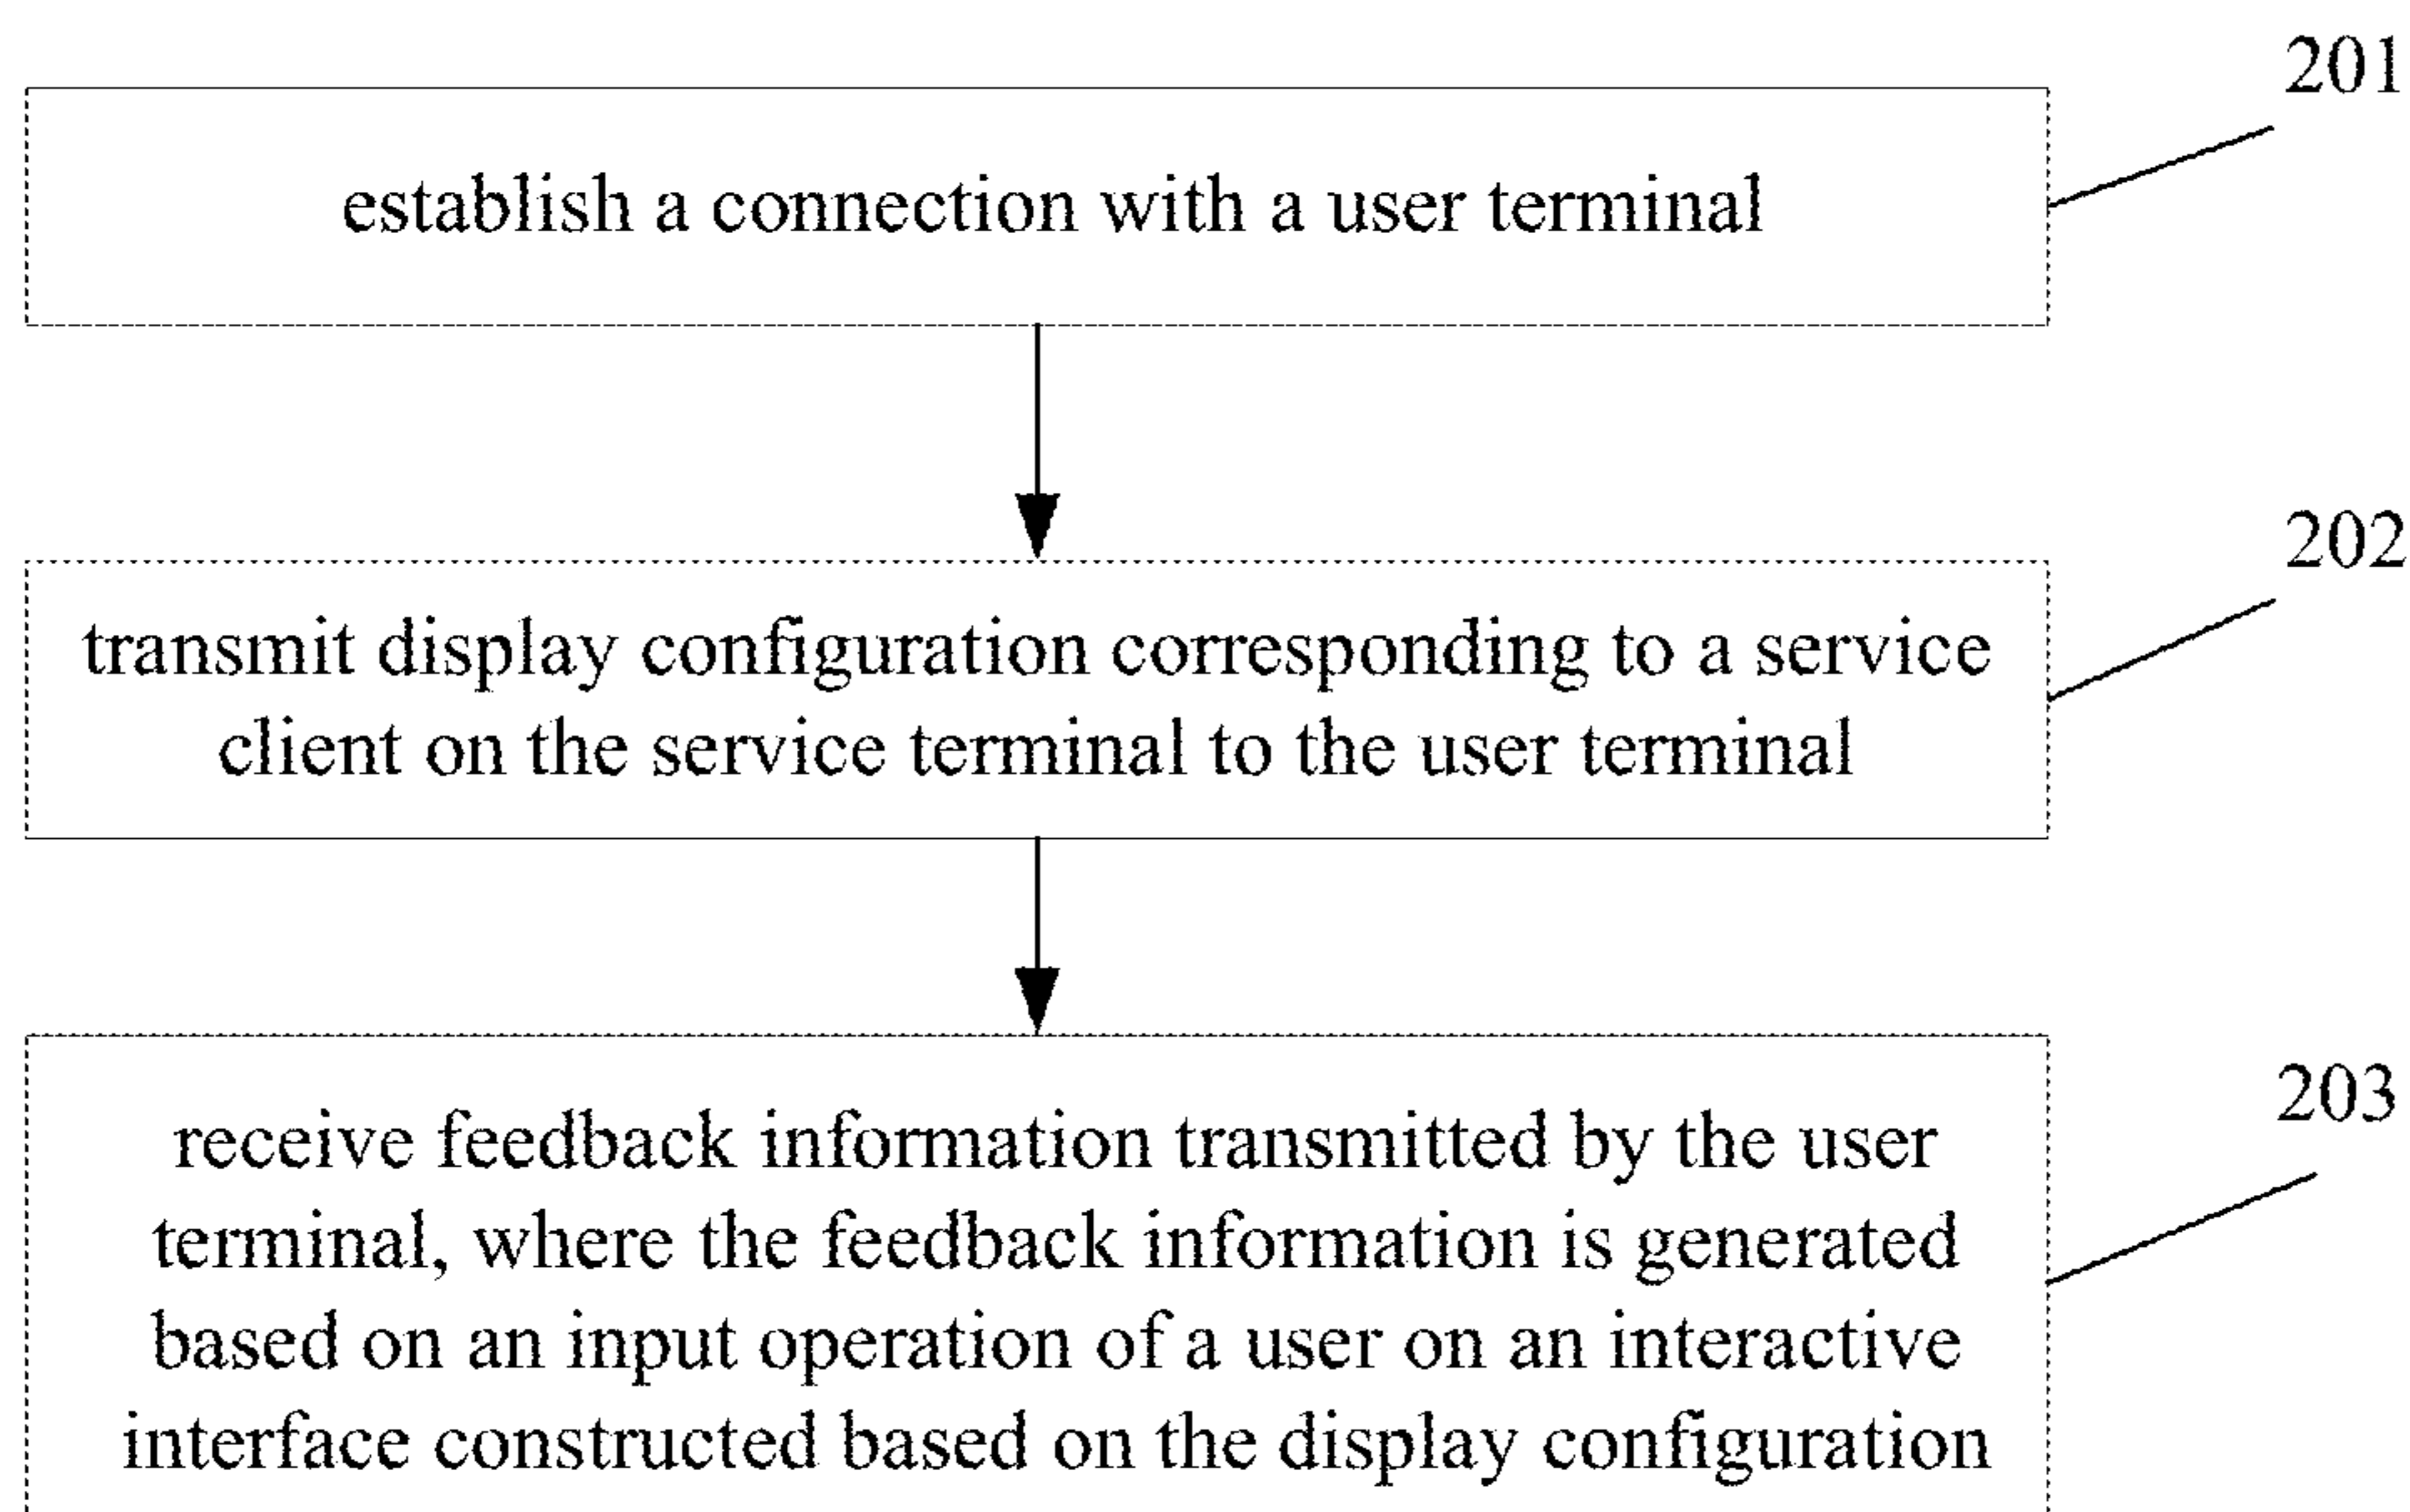 201
establish a connection with a user terminal
202
transmit display configuration corresponding to a service
client on the service terminal to the user terminal
203
receive feedback information transmitted by the user
terminal, where the feedback information is generated
based on an input operation of a user on an interactive
interface constructed based on the display configuration